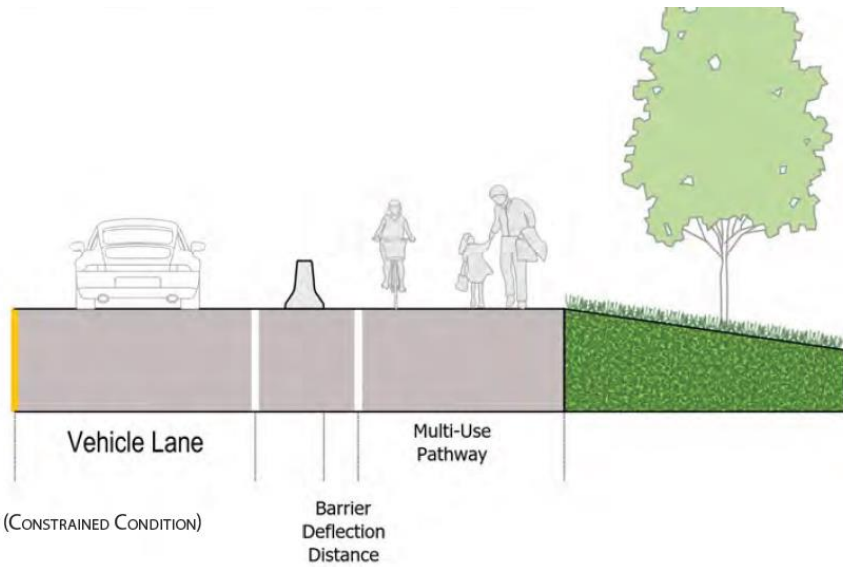 Vehicle Lane
Multi-Use
Pathway
(CONSTRAINED CONDITION)
Barrier
Deflection
Distance